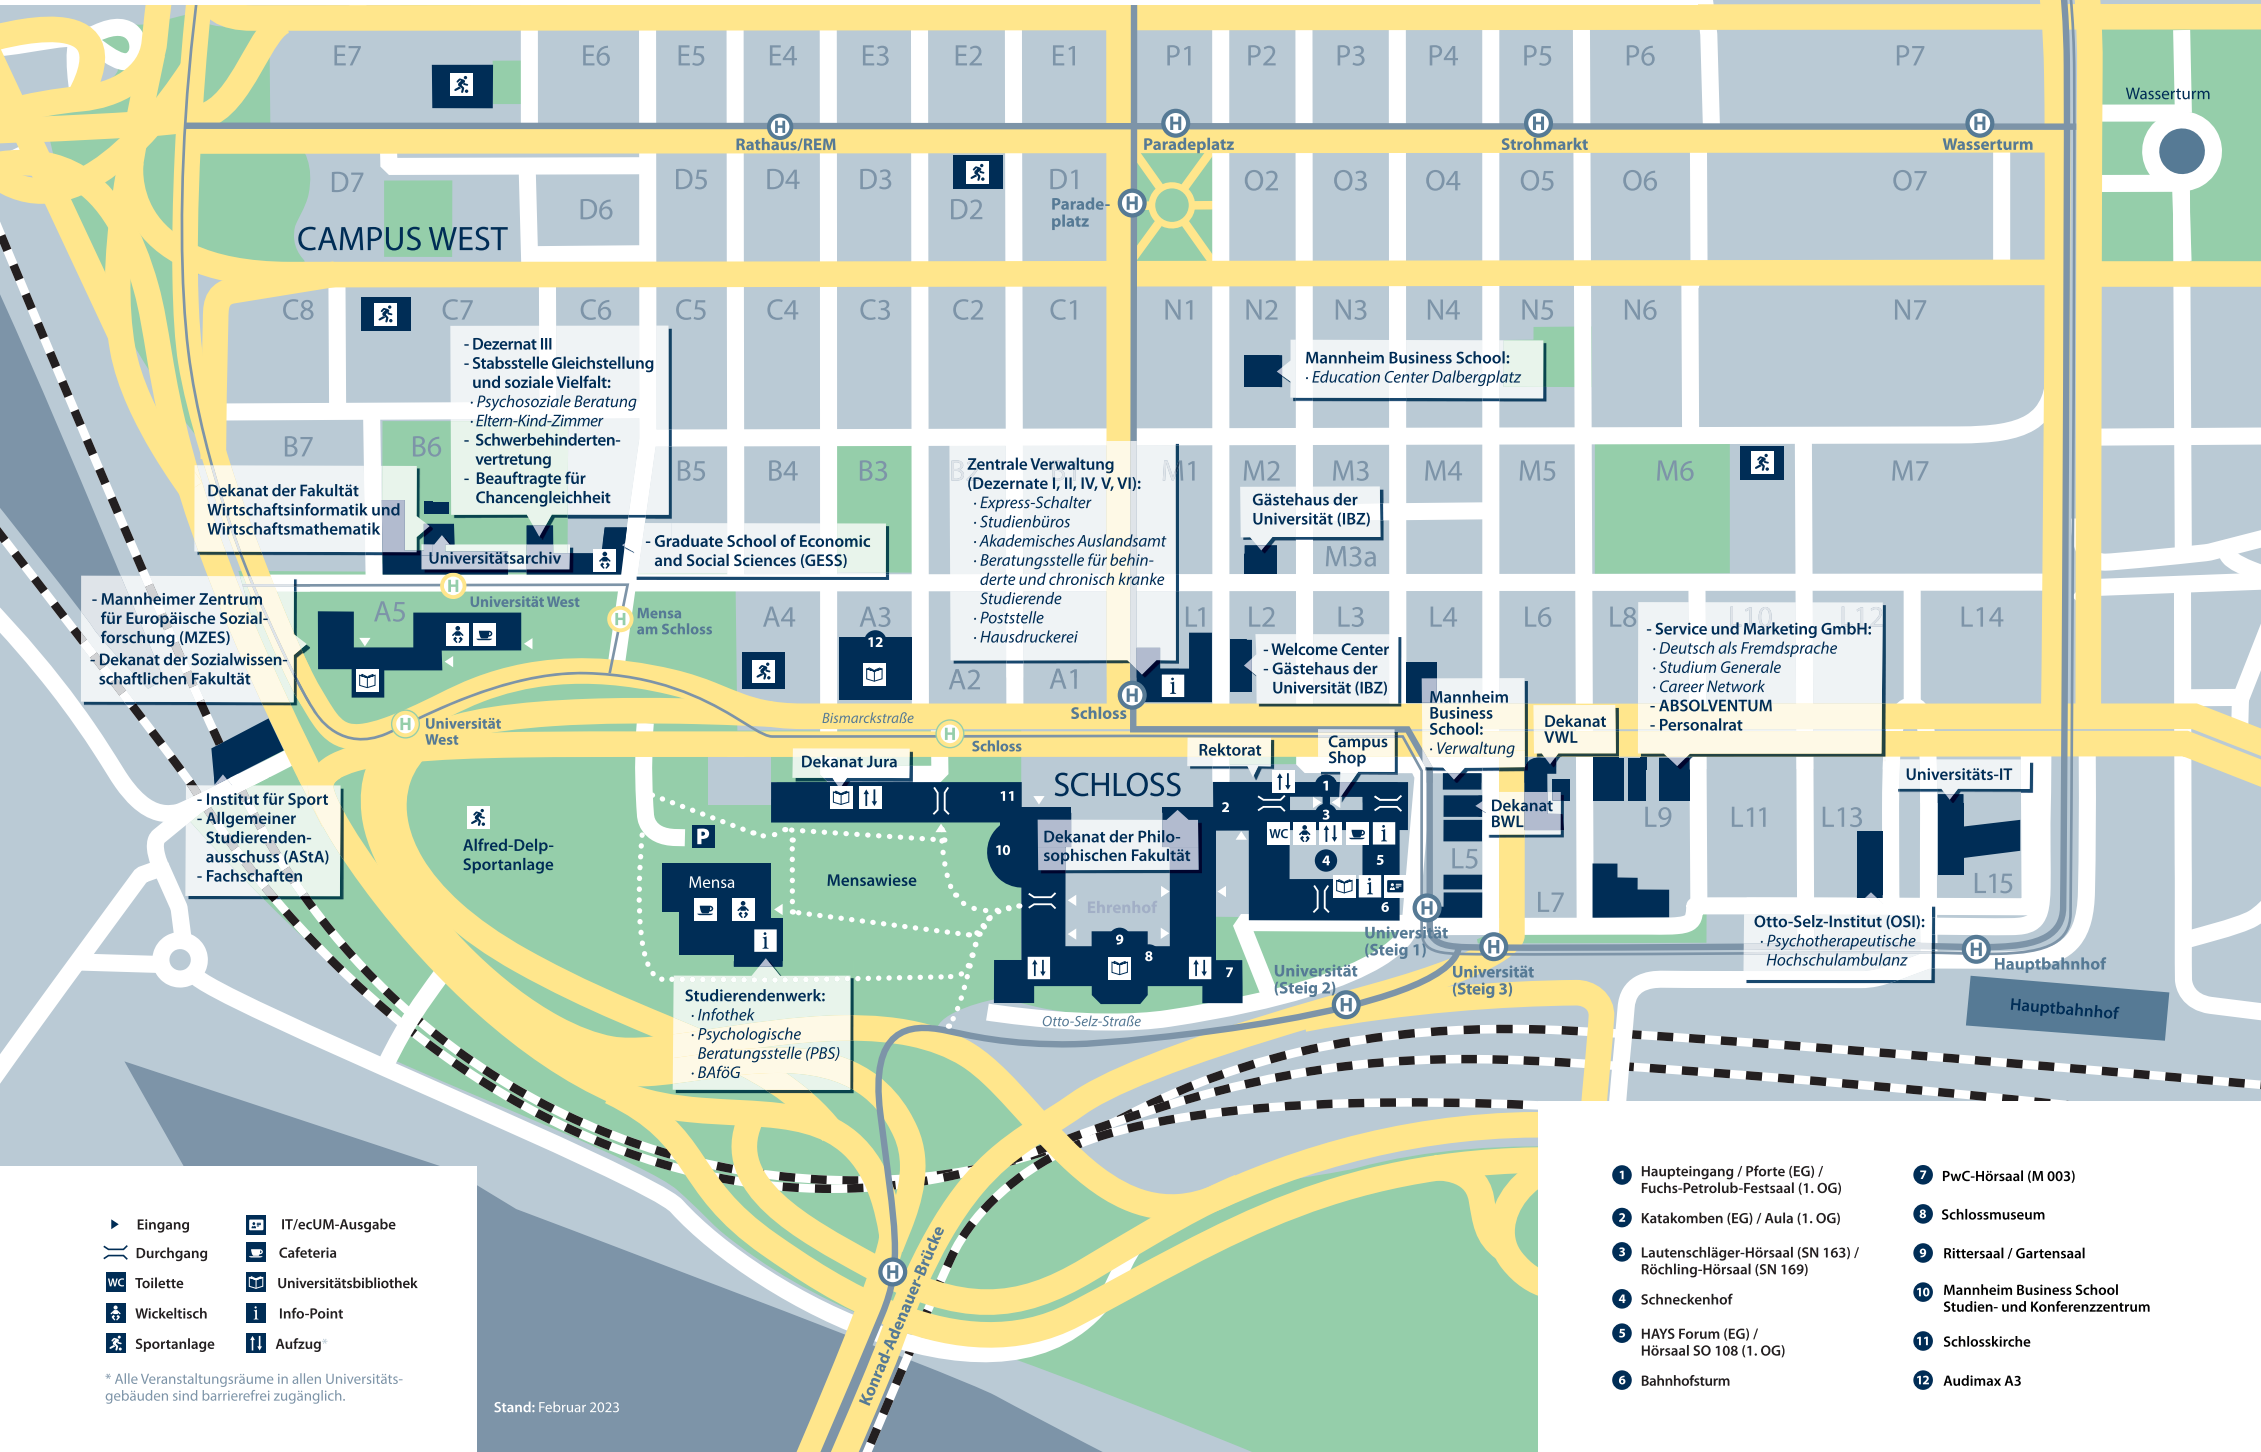 E7
E6
E5
E4
E3
E2
E1
P1
P2
P3
P4
P5
P6
P7
Wasserturm
H
Rathaus/REM
H
Paradeplatz
H
Strohmarkt
H
Wasserturm
D7
D6
D5
D4
D3
D2
D1
H
Parade-
platz
O2
O3
O4
O5
O6
O7
CAMPUS WEST
C8
C7
C6
C5
C4
C3
C2
C1
N1
N2
N3
N4
N5
N6
N7
- Dezernat III
- Stabsstelle Gleichstellung
und soziale Vielfalt:
· Psychosoziale Beratung
· Eltern-Kind-Zimmer
- Schwerbehinderten-
vertretung
- Beauftragte für
Chancengleichheit
Mannheim Business School:
· Education Center Dalbergplatz
B7
B6
B5
B4
B3
M1
M2
M3
M4
M5
M6
M7
Dekanat der Fakultät
Wirtschaftsinformatik und
Wirtschaftsmathematik
Universitätsarchiv
- Graduate School of Economic
and Social Sciences (GESS)
Zentrale Verwaltung
(Dezernate I, II, IV, V, VI):
· Express-Schalter
· Studienbüros
· Akademisches Auslandsamt
· Beratungsstelle für behin-
derte und chronisch kranke
Studierende
· Poststelle
· Hausdruckerei
Gästehaus der
Universität (IBZ)
M3a
- Mannheimer Zentrum
für Europäische Sozial-
forschung (MZES)
- Dekanat der Sozialwissen-
schaftlichen Fakultät
H
Universität West
A5
H
Mensa
am Schloss
A4
A3
12
A2
A1
L1
L2
L3
L4
L6
L8
L10
L12
L14
i
- Welcome Center
- Gästehaus der
Universität (IBZ)
- Service und Marketing GmbH:
· Deutsch als Fremdsprache
· Studium Generale
· Career Network
- ABSOLVENTUM
- Personalrat
H
Schloss
Mannheim
Business
School:
· Verwaltung
Dekanat
VWL
H
Universität
West
Bismarckstraße
H
Schloss
Dekanat Jura
Rektorat
Campus
Shop
SCHLOSS
11
2
1
3
WC
i
4
5
i
6
Dekanat
BWL
Universitäts-IT
- Institut für Sport
- Allgemeiner
Studierenden-
ausschuss (AStA)
- Fachschaften
Alfred-Delp-
Sportanlage
P
Mensa
i
Mensawiese
10
Dekanat der Philo-
sophischen Fakultät
Ehrenhof
9
8
7
L5
L7
L9
L11
L13
L15
H
Universität
(Steig 1)
Universität
(Steig 2)
H
H
Universität
(Steig 3)
Otto-Selz-Institut (OSI):
· Psychotherapeutische
Hochschulambulanz
H
Hauptbahnhof
Hauptbahnhof
Studierendenwerk:
· Infothek
· Psychologische
Beratungsstelle (PBS)
· BAföG
Otto-Selz-Straße
H
Konrad-Adenauer-Brücke
Eingang
Durchgang
WC Toilette
Wickeltisch
Sportanlage
IT/ecUM-Ausgabe
Cafeteria
Universitätsbibliothek
i Info-Point
Aufzug*
* Alle Veranstaltungsräume in allen Universitäts-
gebäuden sind barrierefrei zugänglich.
Stand: Februar 2023
1 Haupteingang / Pforte (EG) /
Fuchs-Petrolub-Festsaal (1. OG)
2 Katakomben (EG) / Aula (1. OG)
3 Lautenschläger-Hörsaal (SN 163) /
Röchling-Hörsaal (SN 169)
4 Schneckenhof
5 HAYS Forum (EG) /
Hörsaal SO 108 (1. OG)
6 Bahnhofsturm
7 PwC-Hörsaal (M 003)
8 Schlossmuseum
9 Rittersaal / Gartensaal
10 Mannheim Business School
Studien- und Konferenzzentrum
11 Schlosskirche
12 Audimax A3